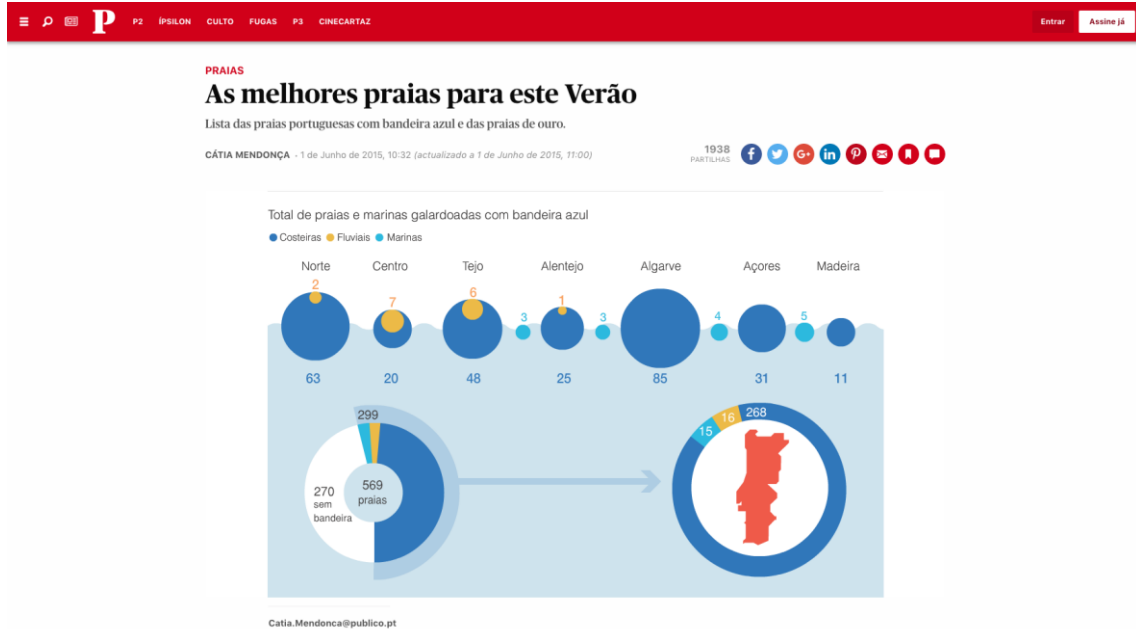 P P2 ÍPSILON CULTO FUGAS P3 CINECARTAZ Entrar Assine já
PRAIAS
As melhores praias para este Verão
Lista das praias portuguesas com bandeira azul e das praias de ouro.
CÁTIA MENDONÇA - 1 de Junho de 2015, 10:32 (actualizado a 1 de Junho de 2015, 11:00)
1938
PARTILHAS
f G+ in
Total de praias e marinas galardoadas com bandeira azul
Costeiras Fluviais Marinas
Norte Centro Tejo Alentejo Algarve Açores Madeira
2 7 6 3 1 3 4 5
63 20 48 25 85 31 11
299
270
sem
bandeira
569
praias
15 16 268
Catia.Mendonca@publico.pt